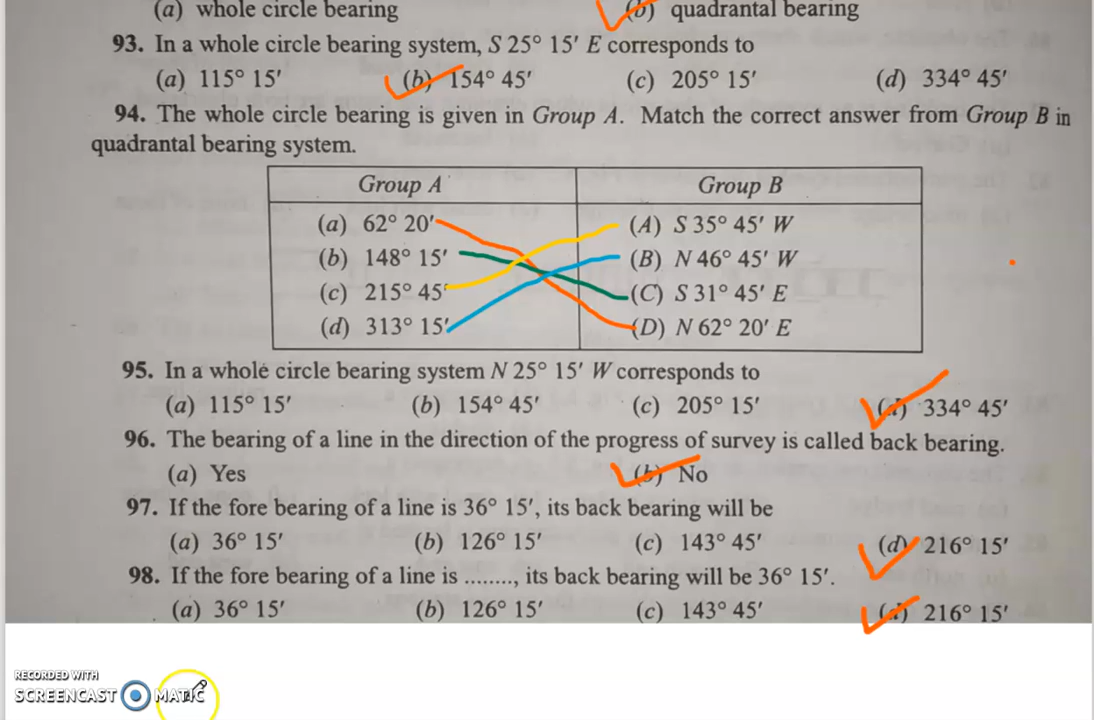 (a) whole circle bearing (b) quadrantal bearing
93. In a whole circle bearing system, S 25° 15′ E corresponds to
(a) 115° 15′ (b) 154° 45′ (c) 205° 15′ (d) 334° 45′
94. The whole circle bearing is given in Group A. Match the correct answer from Group B in
quadrantal bearing system.
Group A Group B
(a) 62° 20′ (A) S 35° 45′ W
(b) 148° 15′ (B) N 46° 45′ W
(c) 215° 45′ (C) S 31° 45′ E
(d) 313° 15′ (D) N 62° 20′ E
95. In a whole circle bearing system N 25° 15′ W corresponds to
(a) 115° 15′ (b) 154° 45′ (c) 205° 15′ (d) 334° 45′
96. The bearing of a line in the direction of the progress of survey is called back bearing.
(a) Yes (b) No
97. If the fore bearing of a line is 36° 15′, its back bearing will be
(a) 36° 15′ (b) 126° 15′ (c) 143° 45′ (d) 216° 15′
98. If the fore bearing of a line is ........, its back bearing will be 36° 15′.
(a) 36° 15′ (b) 126° 15′ (c) 143° 45′ (d) 216° 15′
RECORDED WITH
SCREENCAST MATIC